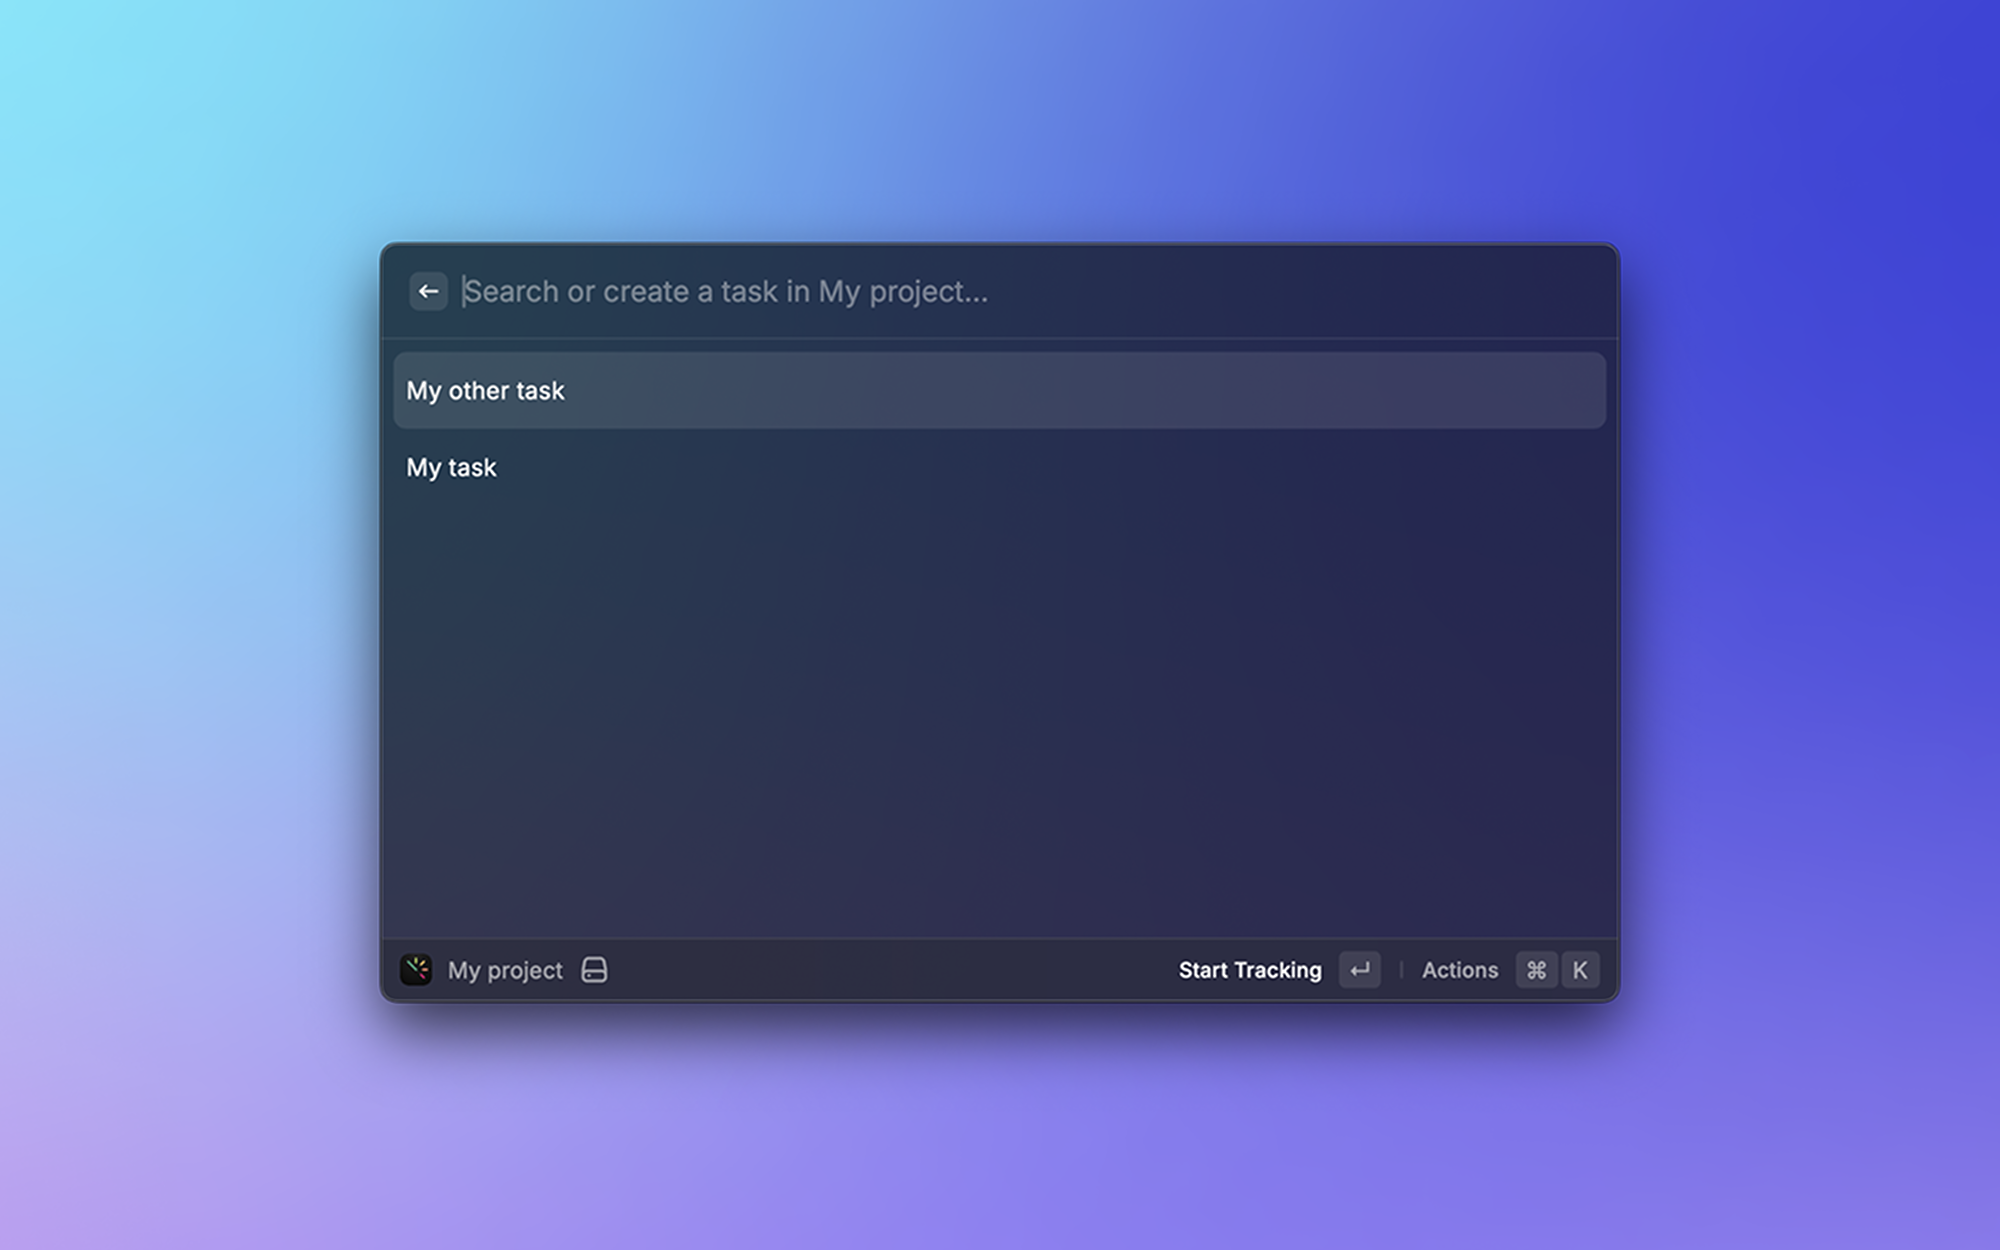 Search or create a task in My project...
My other task
My task
My project
Start Tracking ↵ | Actions ⌘ K